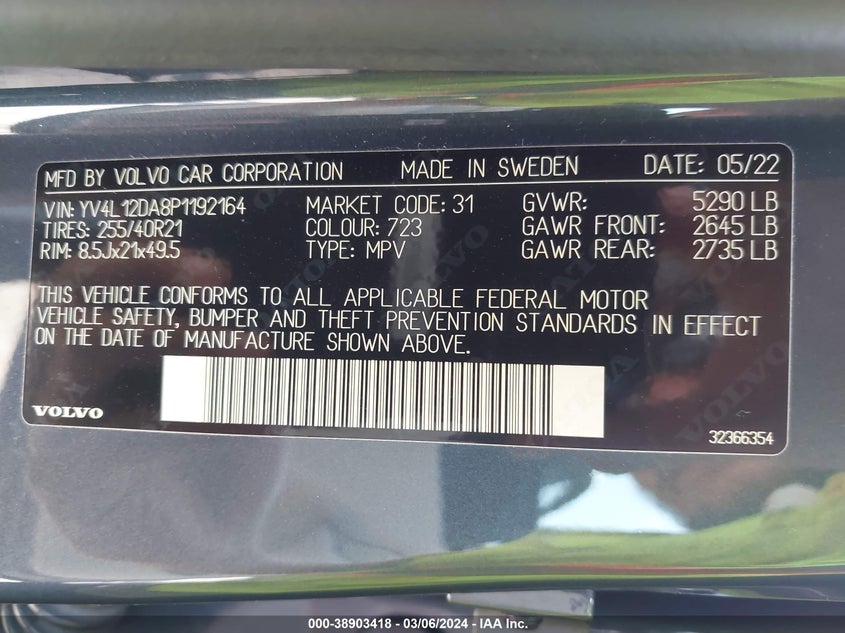 MFD BY VOLVO CAR CORPORATION MADE IN SWEDEN DATE: 05/22
VIN: YV4L12DA8P1192164 MARKET CODE: 31 GVWR: 5290 LB
TIRES: 255/40R21 COLOUR: 723 GAWR FRONT: 2645 LB
RIM: 8.5Jx21x49.5 TYPE: MPV GAWR REAR: 2735 LB
THIS VEHICLE CONFORMS TO ALL APPLICABLE FEDERAL MOTOR
VEHICLE SAFETY, BUMPER AND THEFT PREVENTION STANDARDS IN EFFECT
ON THE DATE OF MANUFACTURE SHOWN ABOVE.
VOLVO
VOLVO
32366354
000-38903418 - 03/06/2024 - IAA Inc.